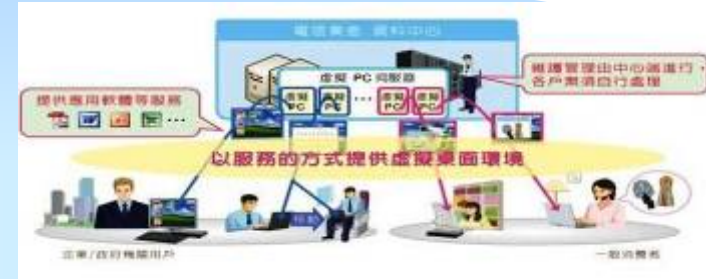 電信業者 資料中心
虛擬 PC 伺服器
維護管理由中心端進行，
各戶無須自行處理
提供應用軟體等服務
虛擬
PC
虛擬
PC
…
虛擬
PC
虛擬
PC
以服務的方式提供虛擬桌面環境
移動
企業/政府機關用戶
一般消費者